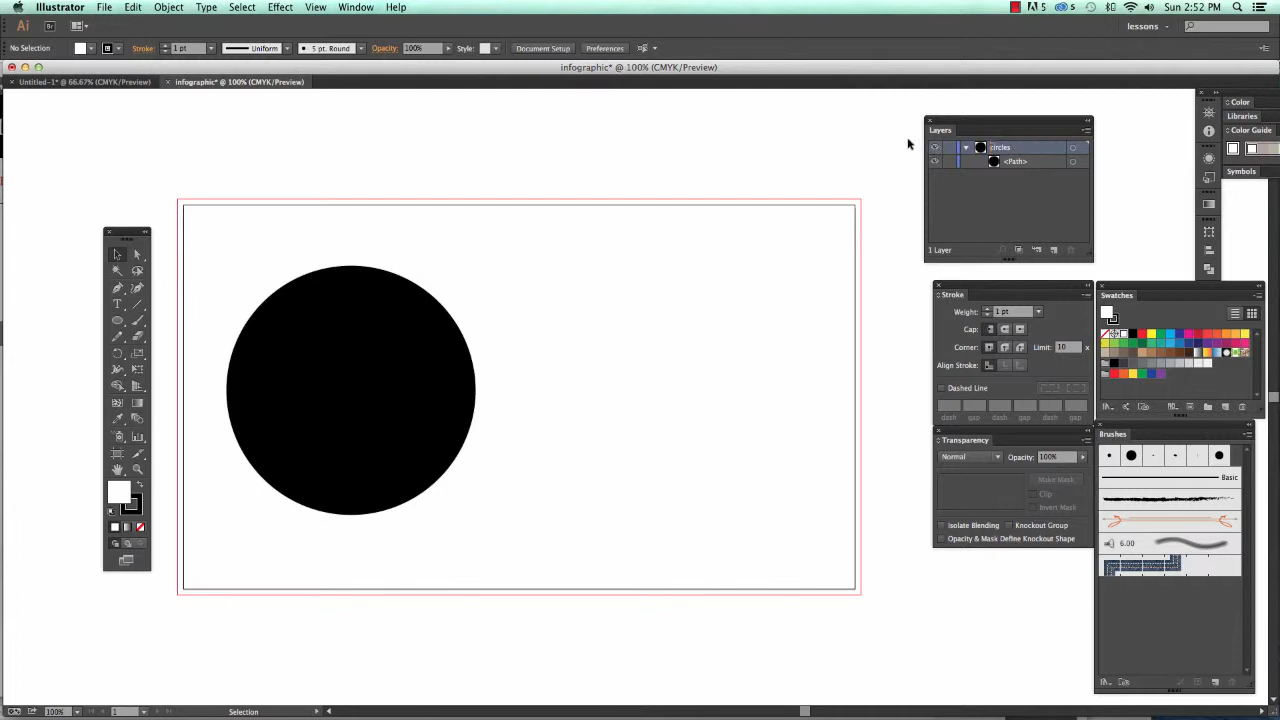 Illustrator File Edit Object Type Select Effect View Window Help
5 5 Sun 2:52 PM
Ai Br lessons
No Selection Stroke: 1 pt Uniform 5 pt. Round Opacity: 100% Style: Document Setup Preferences
infographic* @ 100% (CMYK/Preview)
× Untitled-1* @ 66.67% (CMYK/Preview) × infographic* @ 100% (CMYK/Preview)
Color
Libraries
Color Guide
Symbols
Layers
circles
<Path>
1 Layer
Stroke
Weight: 1 pt
Cap:
Corner: Limit: 10 x
Align Stroke:
Dashed Line
dash gap dash gap dash gap
Transparency
Normal Opacity: 100%
Make Mask
Clip
Invert Mask
Isolate Blending Knockout Group
Opacity & Mask Define Knockout Shape
Swatches
Brushes
Basic
6.00
T
100% 1 Selection